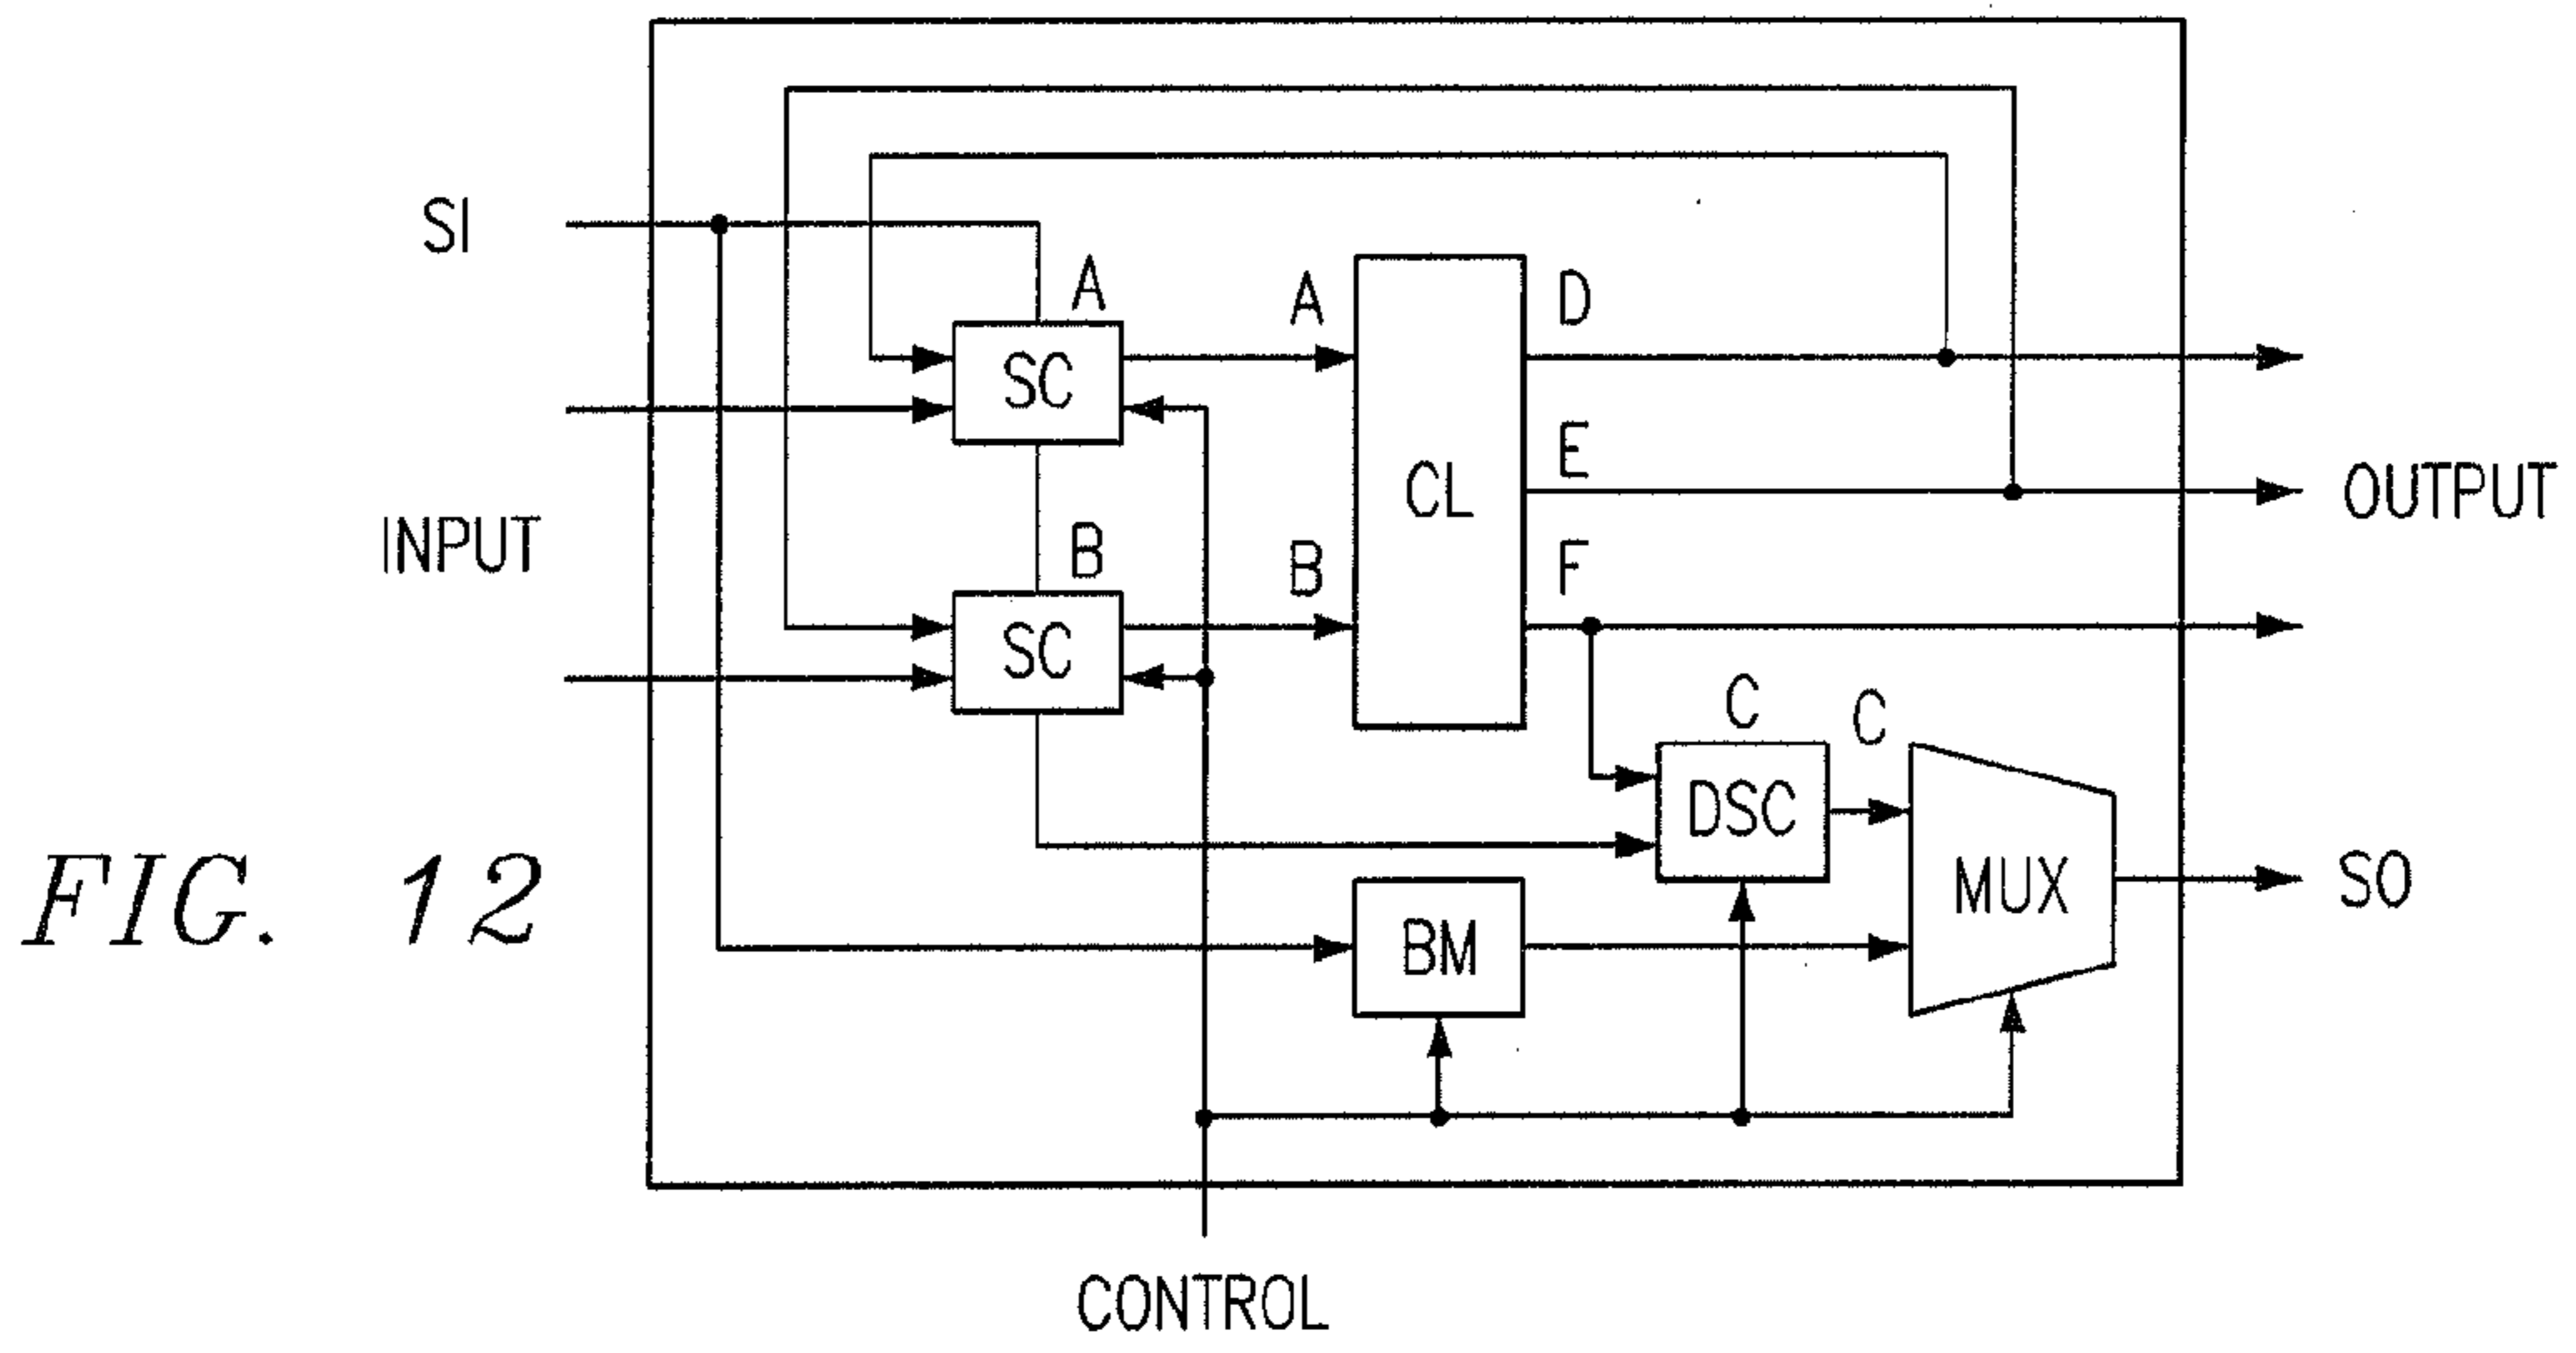 SI
A
A
D
SC
CL
E
INPUT
B
B
F
OUTPUT
SC
C
C
DSC
MUX
SO
BM
FIG. 12
CONTROL